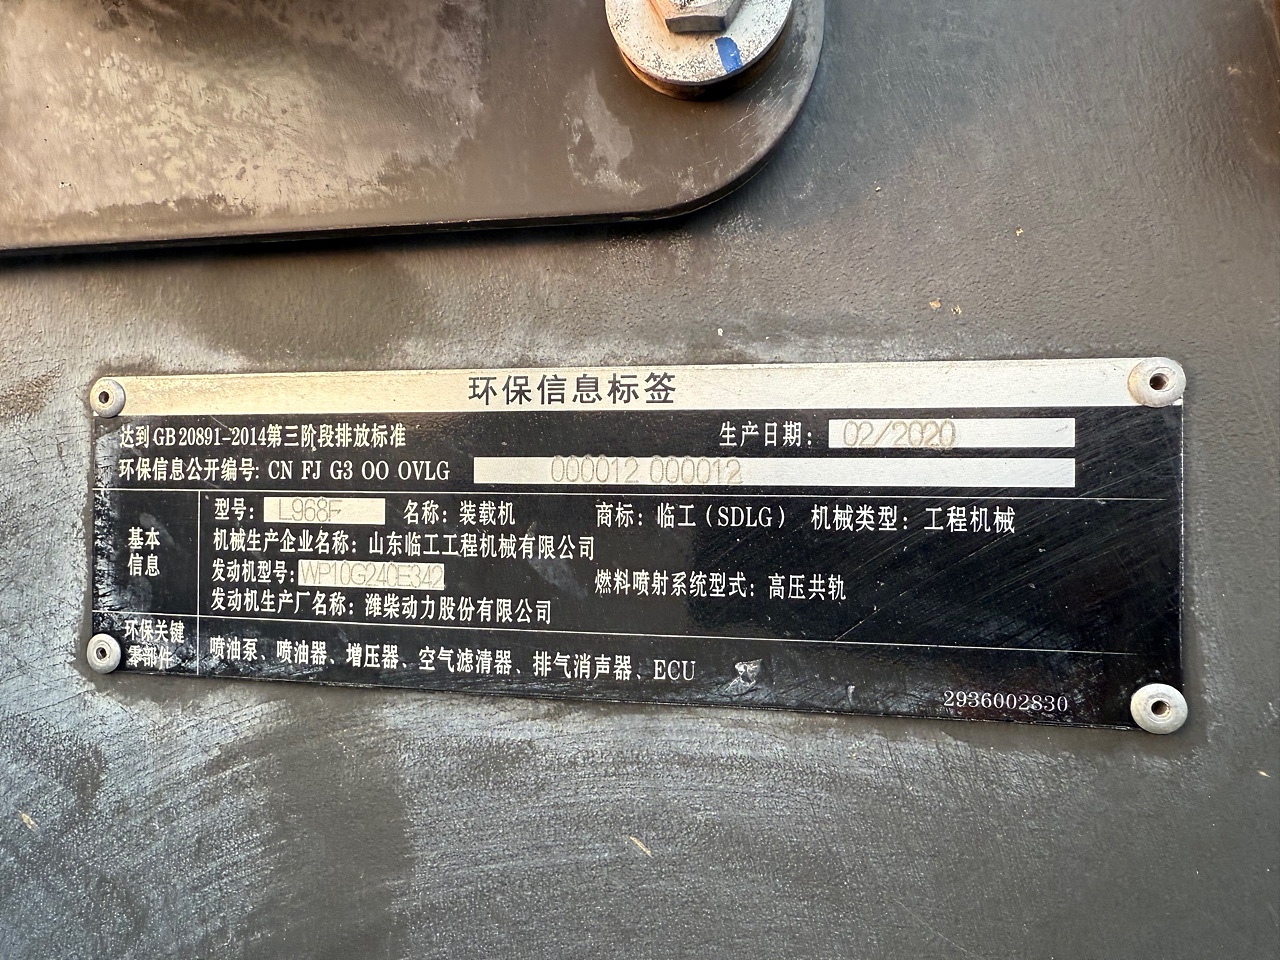 环保信息标签
达到GB 20891-2014第三阶段排放标准 生产日期: 02/2020
环保信息公开编号: CN FJ G3 OO OVLG 000012 000012
基本信息
型号: L968F 名称: 装载机 商标: 临工(SDLG) 机械类型: 工程机械
机械生产企业名称: 山东临工工程机械有限公司
发动机型号: WP10G240E342 燃料喷射系统型式: 高压共轨
发动机生产厂名称: 潍柴动力股份有限公司
环保关键零部件
喷油泵、喷油器、增压器、空气滤清器、排气消声器、ECU
2936002830